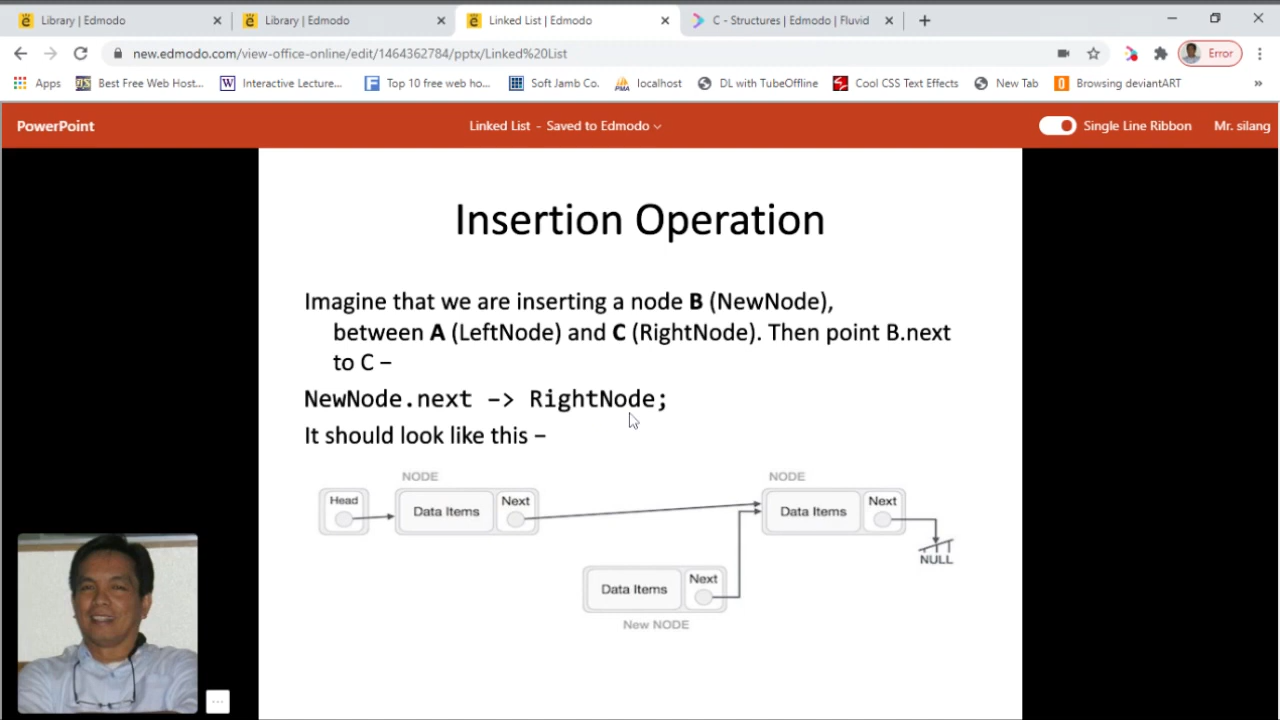 Library | Edmodo
Library | Edmodo
Linked List | Edmodo
C - Structures | Edmodo | Fluvid
new.edmodo.com/view-office-online/edit/1464362784/pptx/Linked%20List
Error
Apps
Best Free Web Host...
Interactive Lecture...
Top 10 free web ho...
Soft Jamb Co.
localhost
DL with TubeOffline
Cool CSS Text Effects
New Tab
Browsing deviantART
»
PowerPoint
Linked List - Saved to Edmodo
Single Line Ribbon
Mr. silang
Insertion Operation
Imagine that we are inserting a node B (NewNode),
between A (LeftNode) and C (RightNode). Then point B.next
to C –
NewNode.next –> RightNode;
It should look like this –
NODE
NODE
Head
Data Items
Next
Data Items
Next
NULL
Data Items
Next
New NODE
...